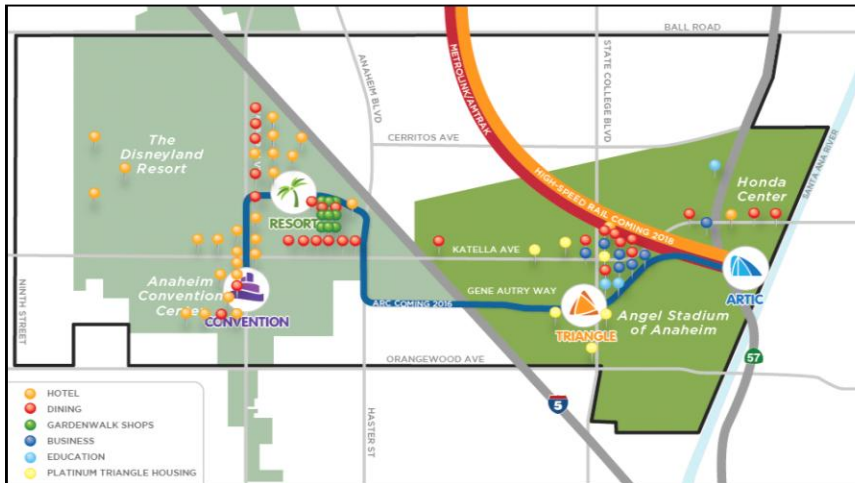 BALL ROAD
METROLINK/AMTRAK
ANAHEIM BLVD
STATE COLLEGE BLVD
CERRITOS AVE
The
Disneyland
Resort
HIGH-SPEED RAIL COMING 2018
SANTA ANA RIVER
Honda
Center
RESORT
KATELLA AVE
NINTH STREET
Anaheim
Convention
Center
CONVENTION
ARC COMING 2016
GENE AUTRY WAY
ARTIC
TRIANGLE
Angel Stadium
of Anaheim
ORANGEWOOD AVE
57
HASTER ST
5
HOTEL
DINING
GARDENWALK SHOPS
BUSINESS
EDUCATION
PLATINUM TRIANGLE HOUSING